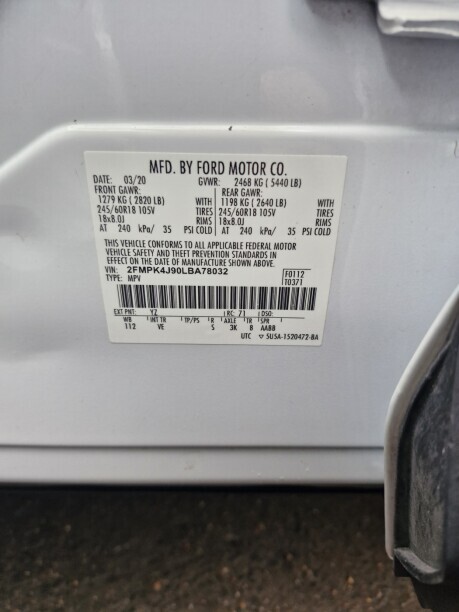 MFD. BY FORD MOTOR CO.
DATE: 03/20 GVWR: 2468 KG ( 5440 LB)
FRONT GAWR: REAR GAWR:
1279 KG ( 2820 LB) WITH 1198 KG ( 2640 LB) WITH
245/60R18 105V TIRES 245/60R18 105V TIRES
18x8.0J RIMS 18x8.0J RIMS
AT 240 kPa/ 35 PSI COLD AT 240 kPa/ 35 PSI COLD
THIS VEHICLE CONFORMS TO ALL APPLICABLE FEDERAL MOTOR
VEHICLE SAFETY AND THEFT PREVENTION STANDARDS IN
EFFECT ON THE DATE OF MANUFACTURE SHOWN ABOVE.
VIN: 2FMPK4J90LBA78032 F0112
TYPE: MPV T0371
EXT PNT: YZ RC: 71 DSO:
WB INT TR TP/PS R AXLE TR SPR
112 VE S 3K 8 AABB
UTC ▽ 5U5A-1520472-BA